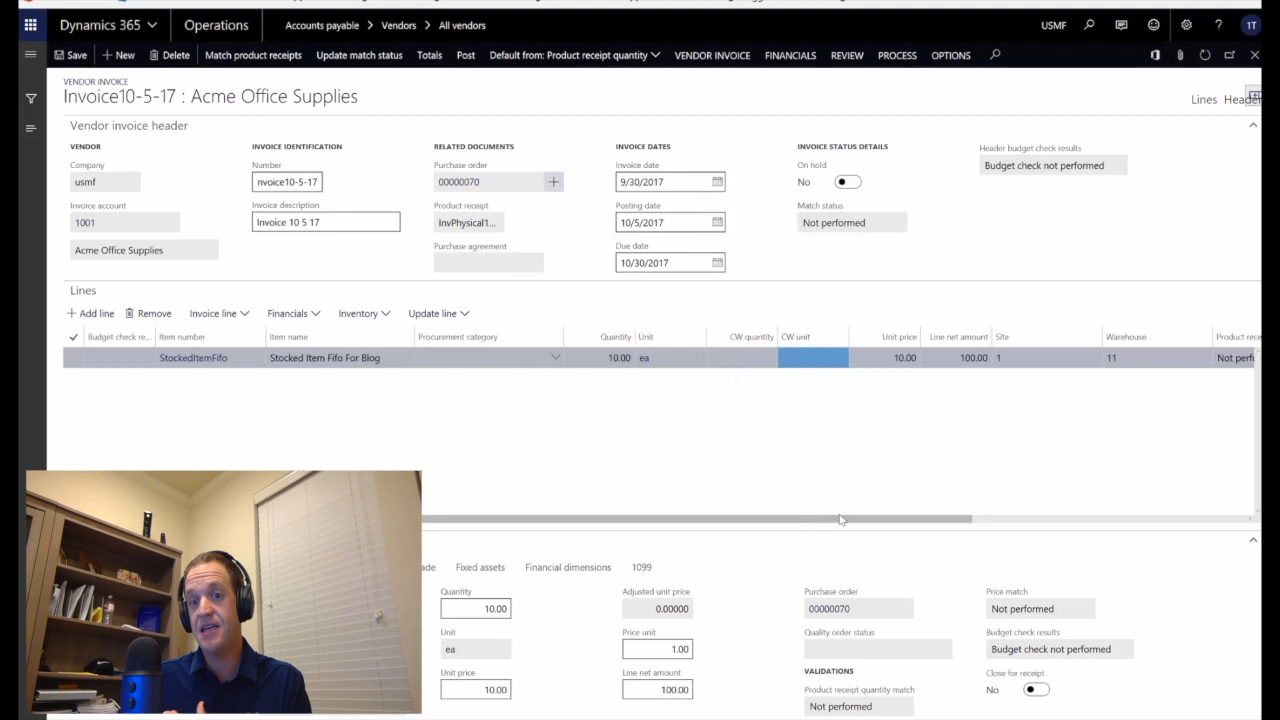 Dynamics 365 Operations Accounts payable Vendors All vendors USMF ? 1T
Save + New Delete Match product receipts Update match status Totals Post Default from: Product receipt quantity VENDOR INVOICE FINANCIALS REVIEW PROCESS OPTIONS
VENDOR INVOICE
Invoice10-5-17 : Acme Office Supplies
Lines Header
Vendor invoice header
VENDOR INVOICE IDENTIFICATION RELATED DOCUMENTS INVOICE DATES INVOICE STATUS DETAILS Header budget check results
Company Number Purchase order Invoice date On hold Budget check not performed
usmf nvoice10-5-17 00000070 + 9/30/2017 No
Invoice account Invoice description Product receipt Posting date Match status
1001 Invoice 10 5 17 InvPhysical1... 10/5/2017 Not performed
Purchase agreement Due date
Acme Office Supplies 10/30/2017
Lines
+ Add line Remove Invoice line Financials Inventory Update line
Budget check re... Item number Item name Procurement category Quantity Unit CW quantity CW unit Unit price Line net amount Site Warehouse Product rece
StockedItemFifo Stocked Item Fifo For Blog 10.00 ea 10.00 100.00 1 11 Not perfo
ade Fixed assets Financial dimensions 1099
Quantity Adjusted unit price Purchase order Price match
10.00 0.00000 00000070 Not performed
Unit Price unit Quality order status Budget check results
ea 1.00 Budget check not performed
Unit price Line net amount VALIDATIONS Close for receipt
10.00 100.00 Product receipt quantity match No
Not performed